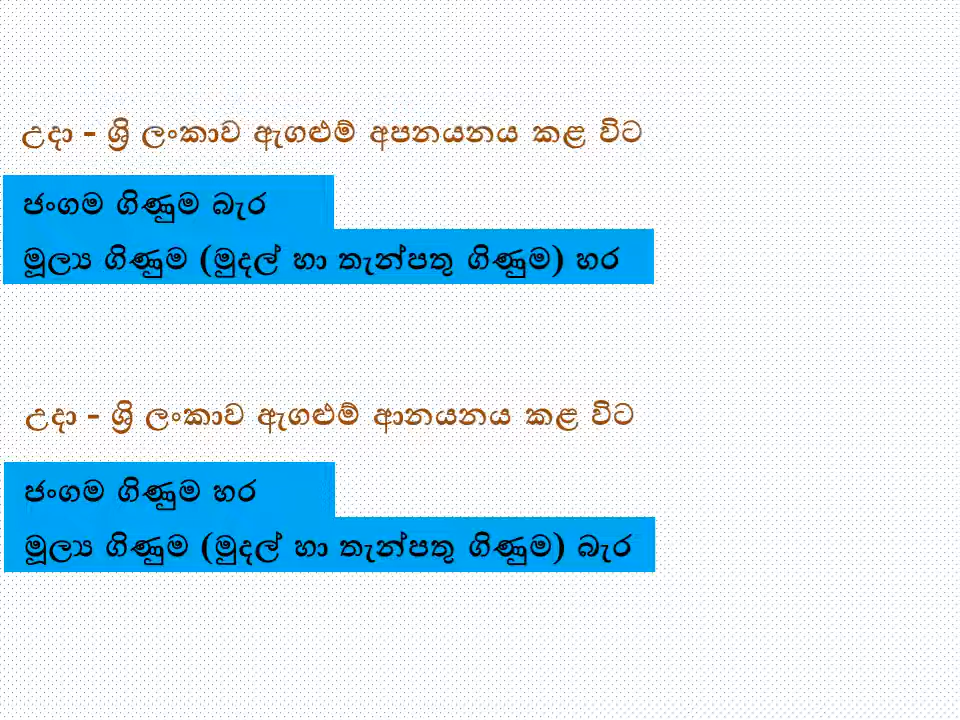 උදා - ශ්‍රි ලංකාව ඇගළුම් අපනයනය කළ විට
ජංගම ගිණුම බැර
මූල්‍ය ගිණුම (මුදල් හා තැන්පතු ගිණුම) හර
උදා - ශ්‍රි ලංකාව ඇගළුම් ආනයනය කළ විට
ජංගම ගිණුම හර
මූල්‍ය ගිණුම (මුදල් හා තැන්පතු ගිණුම) බැර